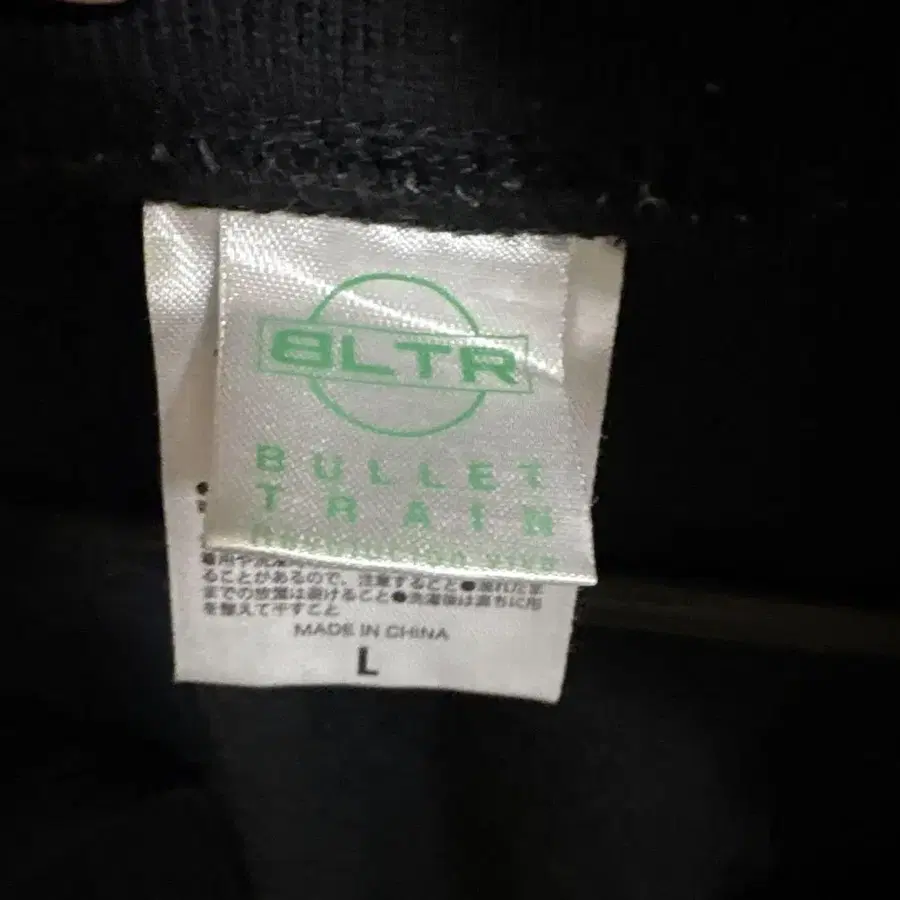 BLTR
BULLET
TRAIN
ることがあるので、注意すること●濡れたま
までの放置は避けること●洗濯後は直ちに形
を整えて干すこと
MADE IN CHINA
L